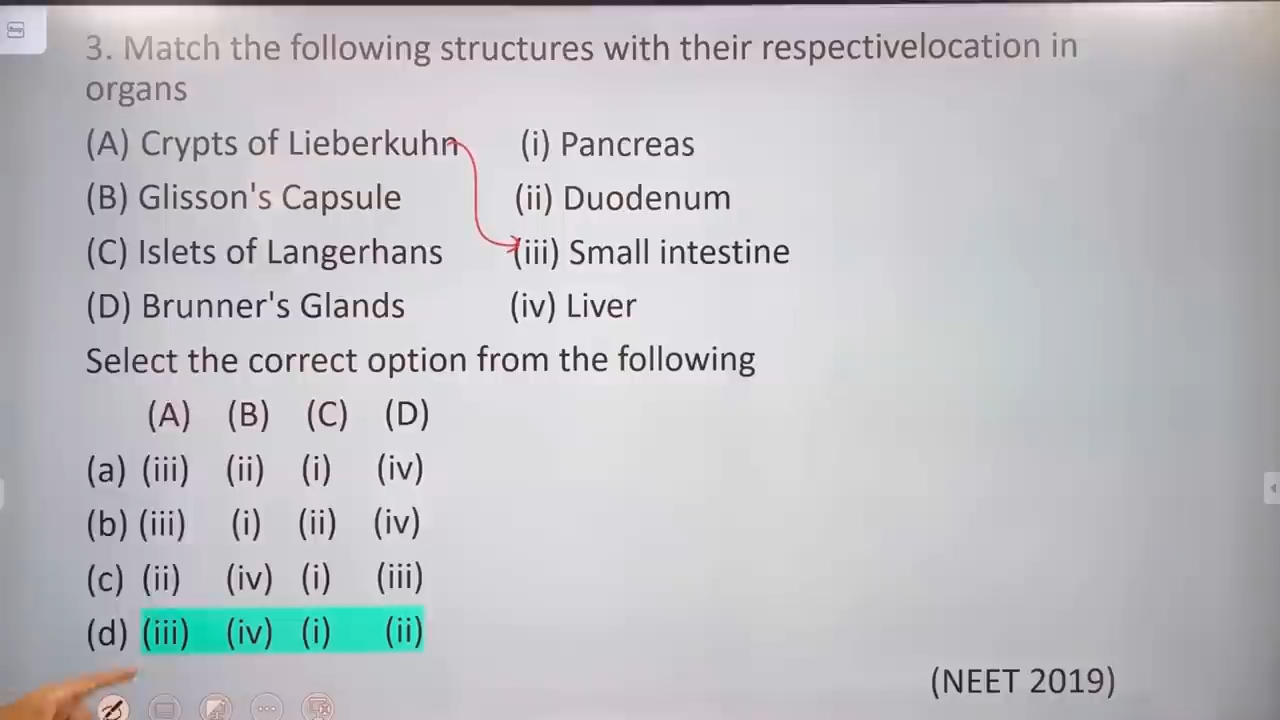 3. Match the following structures with their respectivelocation in
organs
(A) Crypts of Lieberkuhn (i) Pancreas
(B) Glisson's Capsule (ii) Duodenum
(C) Islets of Langerhans (iii) Small intestine
(D) Brunner's Glands (iv) Liver
Select the correct option from the following
(A) (B) (C) (D)
(a) (iii) (ii) (i) (iv)
(b) (iii) (i) (ii) (iv)
(c) (ii) (iv) (i) (iii)
(d) (iii) (iv) (i) (ii)
(NEET 2019)